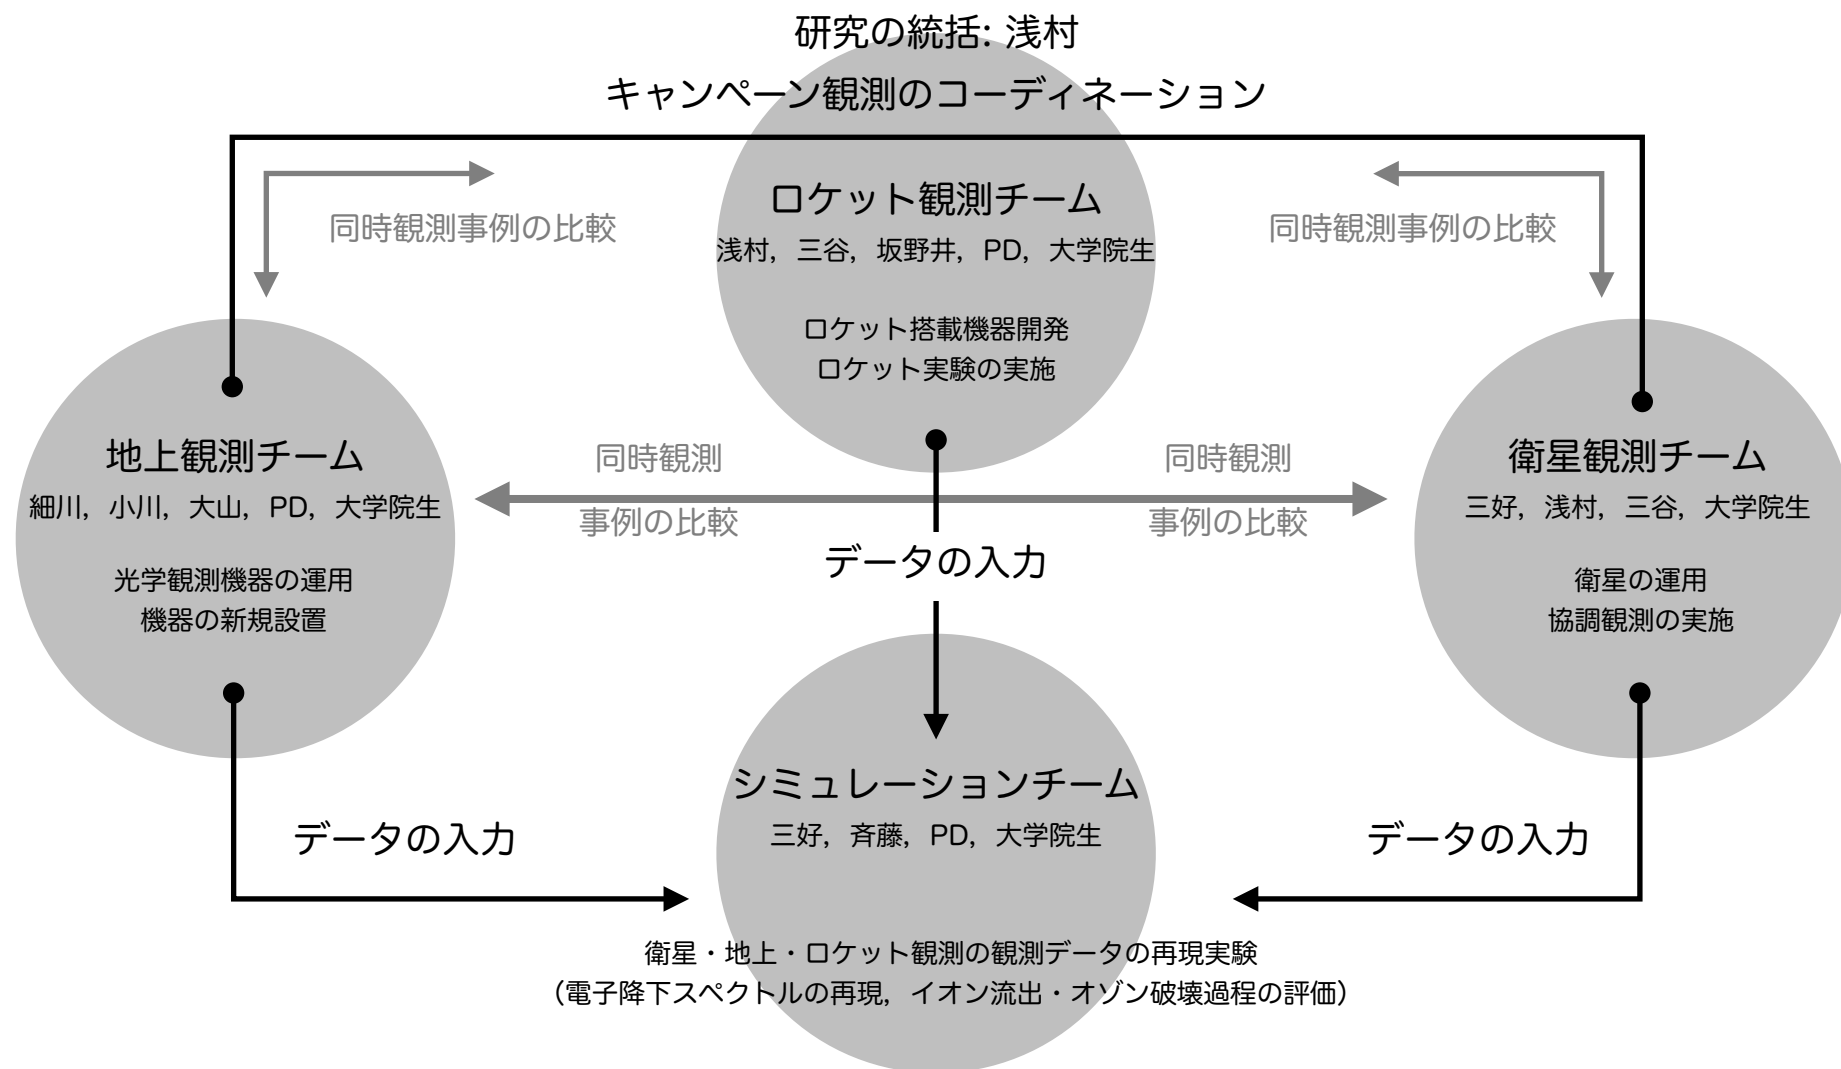 研究の統括: 浅村
キャンペーン観測のコーディネーション
ロケット観測チーム
浅村, 三谷, 坂野井, PD, 大学院生
ロケット搭載機器開発
ロケット実験の実施
同時観測事例の比較
同時観測事例の比較
地上観測チーム
細川, 小川, 大山, PD, 大学院生
光学観測機器の運用
機器の新規設置
同時観測
事例の比較
同時観測
事例の比較
衛星観測チーム
三好, 浅村, 三谷, 大学院生
衛星の運用
協調観測の実施
データの入力
シミュレーションチーム
三好, 斉藤, PD, 大学院生
データの入力
データの入力
衛星・地上・ロケット観測の観測データの再現実験
（電子降下スペクトルの再現, イオン流出・オゾン破壊過程の評価）